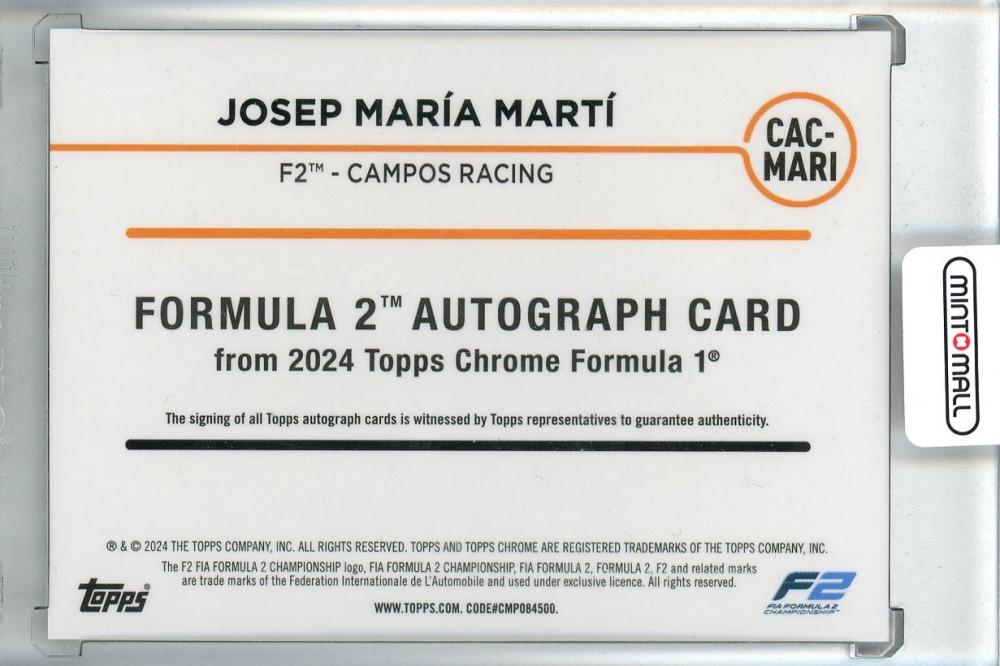 JOSEP MARÍA MARTÍ
CAC-
MARI
F2™ - CAMPOS RACING
FORMULA 2™ AUTOGRAPH CARD
from 2024 Topps Chrome Formula 1®
The signing of all Topps autograph cards is witnessed by Topps representatives to guarantee authenticity.
MINTOMALL
® & © 2024 THE TOPPS COMPANY, INC. ALL RIGHTS RESERVED. TOPPS AND TOPPS CHROME ARE REGISTERED TRADEMARKS OF THE TOPPS COMPANY, INC.
The F2 FIA FORMULA 2 CHAMPIONSHIP logo, FIA FORMULA 2 CHAMPIONSHIP, FIA FORMULA 2, FORMULA 2, F2 and related marks
are trade marks of the Federation Internationale de L'Automobile and used under exclusive licence. All rights reserved.
topps®
WWW.TOPPS.COM. CODE#CMP084500.
F2
FIA FORMULA 2
CHAMPIONSHIP™